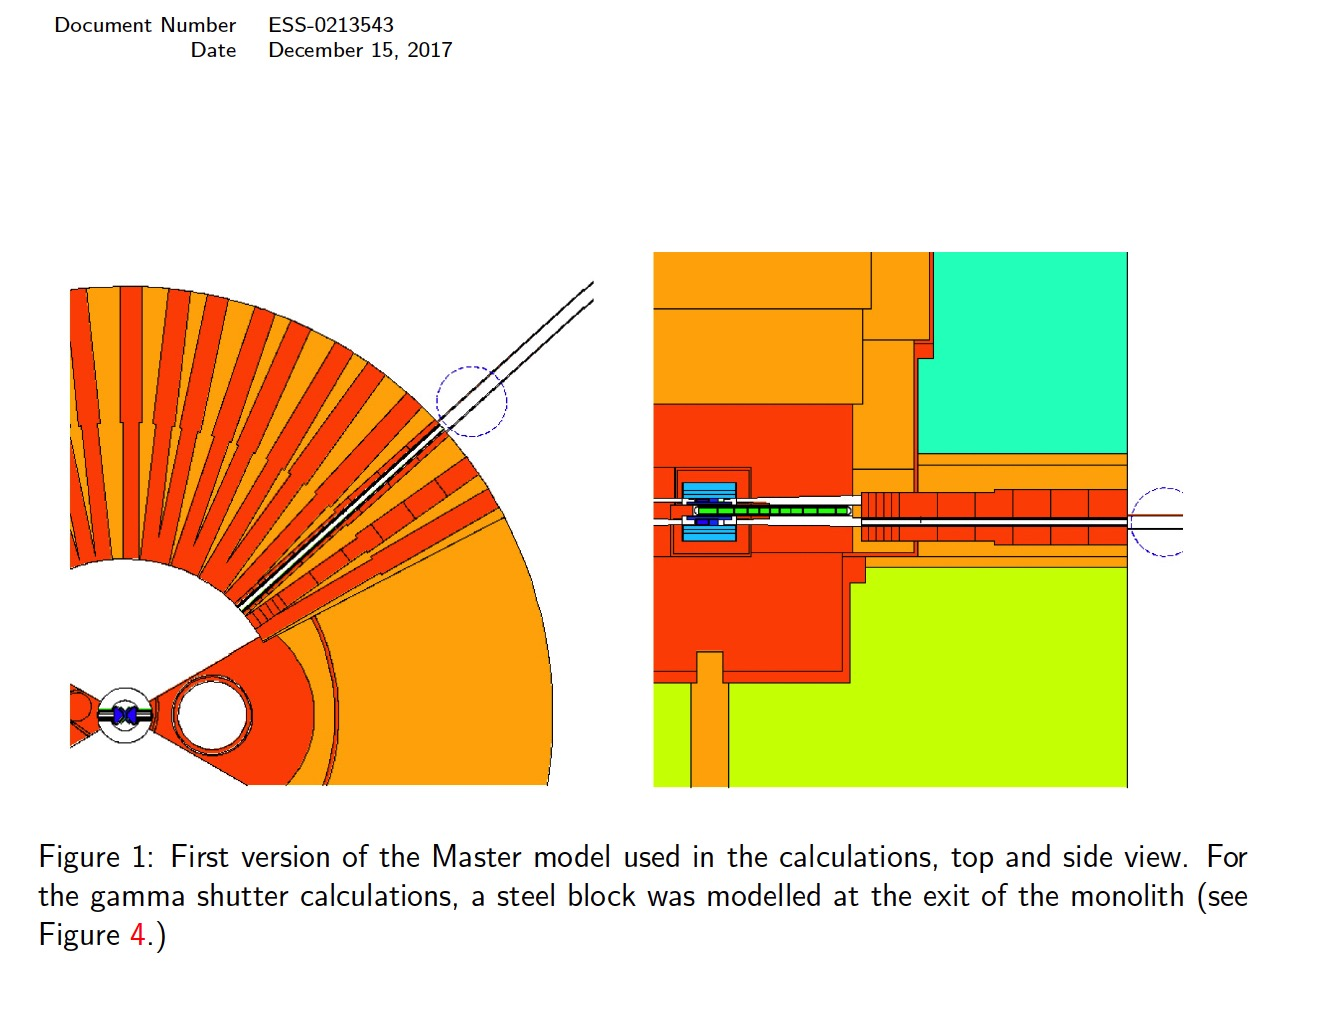 Document Number ESS-0213543
Date December 15, 2017
Figure 1: First version of the Master model used in the calculations, top and side view. For
the gamma shutter calculations, a steel block was modelled at the exit of the monolith (see
Figure 4.)